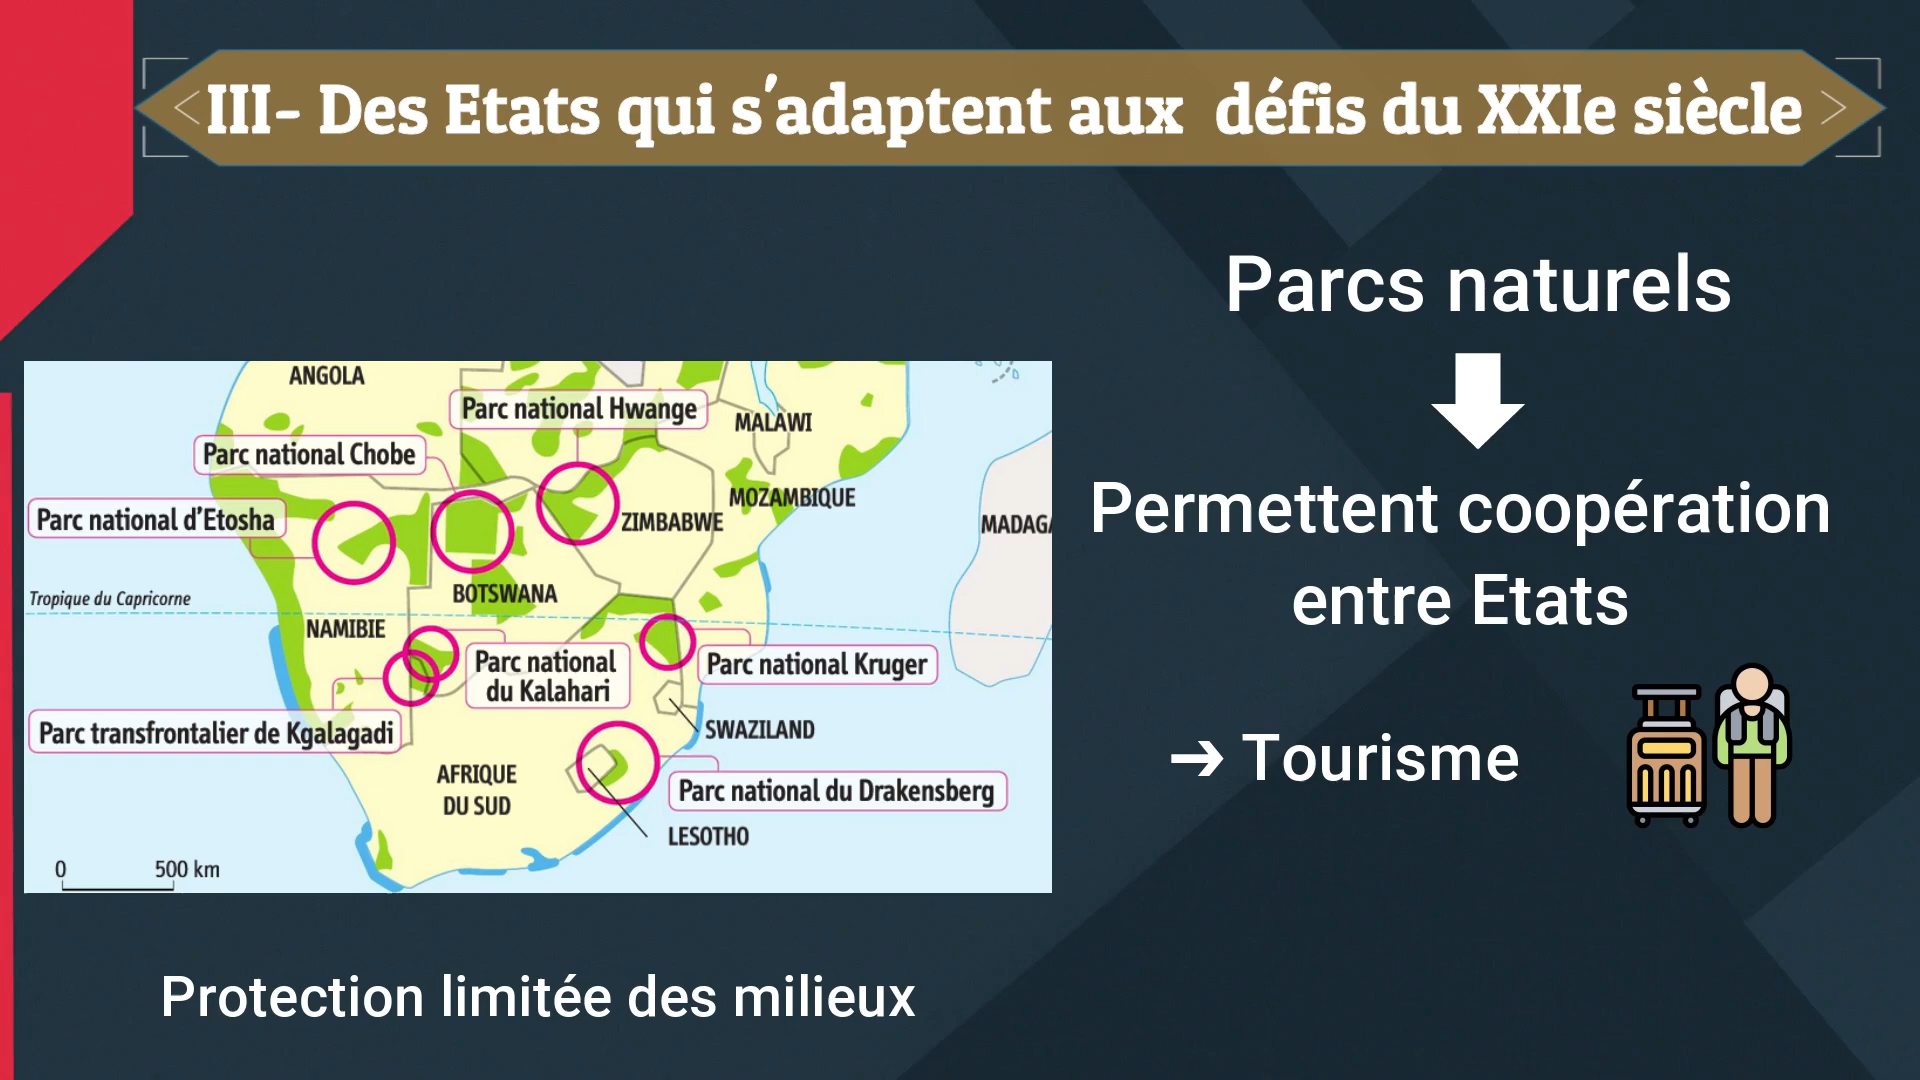 III- Des Etats qui s'adaptent aux défis du XXIe siècle
Parcs naturels
Permettent coopération
entre Etats
➔ Tourisme
ANGOLA
Parc national Hwange
MALAWI
Parc national Chobe
MOZAMBIQUE
Parc national d'Etosha
ZIMBABWE
MADAGA
BOTSWANA
Tropique du Capricorne
NAMIBIE
Parc national
du Kalahari
Parc national Kruger
Parc transfrontalier de Kgalagadi
SWAZILAND
AFRIQUE
DU SUD
Parc national du Drakensberg
LESOTHO
0 500 km
Protection limitée des milieux